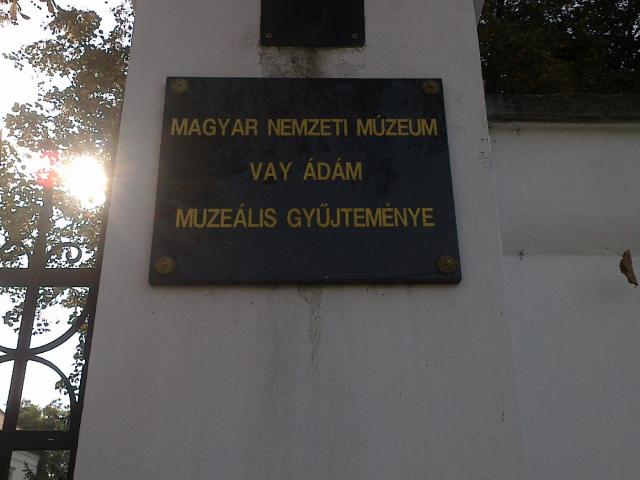 MAGYAR NEMZETI MÚZEUM
VAY ÁDÁM
MUZEÁLIS GYŰJTEMÉNYE